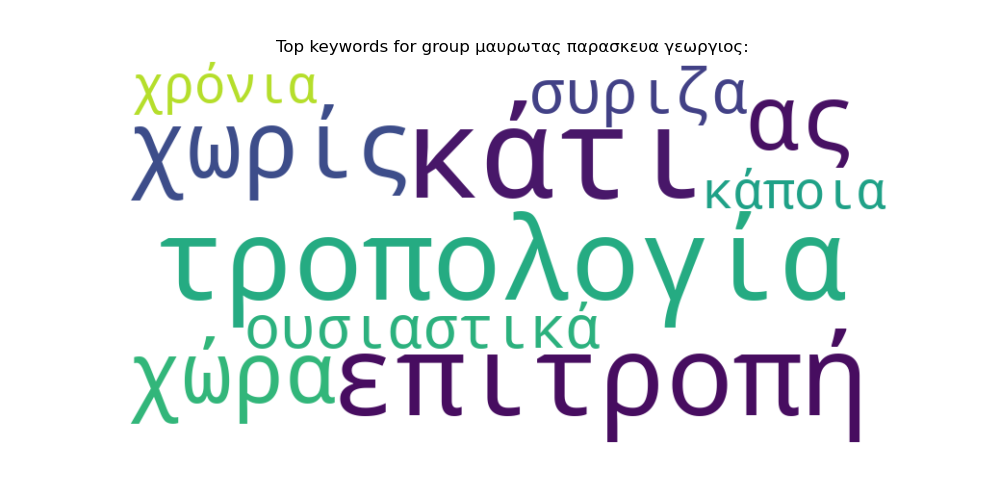 Top keywords for group μαυρωτας παρασκευα γεωργιος:
χρόνια
συριζα
ας
χωρίς
κάτι
κάποια
τροπολογία
ουσιαστικά
χώρα
επιτροπή